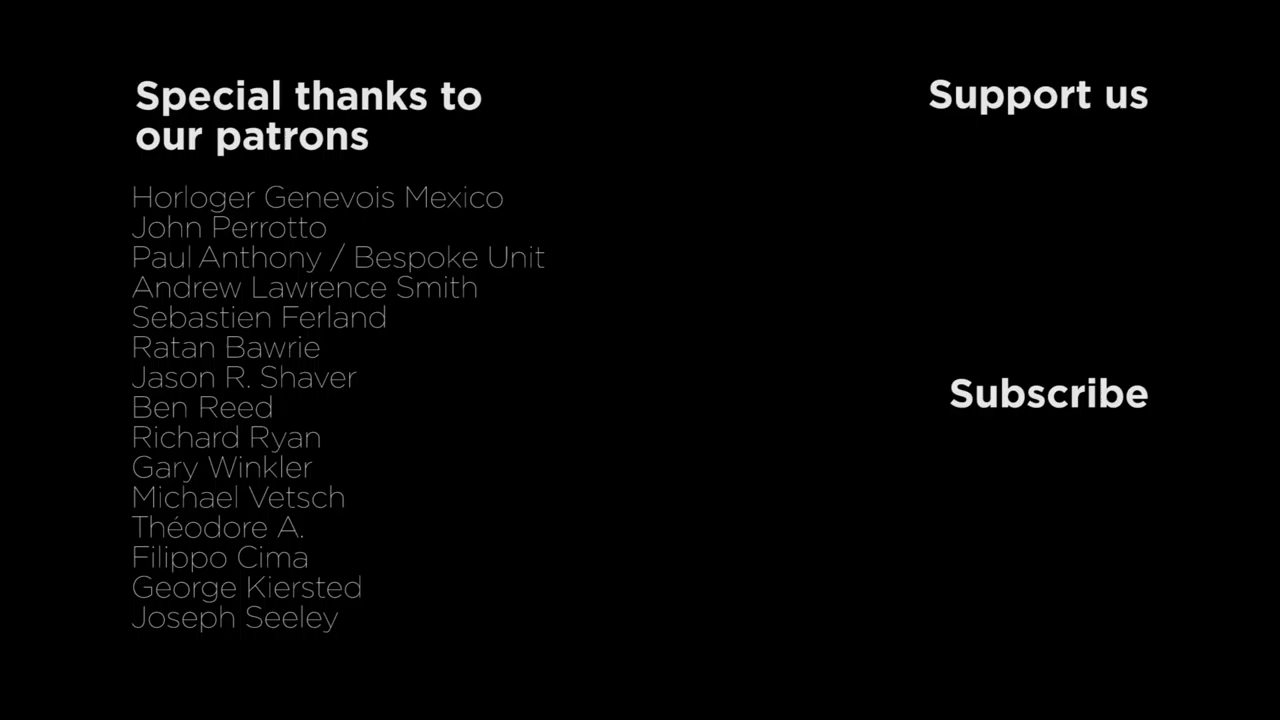 Special thanks to
our patrons
Horloger Genevois Mexico
John Perrotto
Paul Anthony / Bespoke Unit
Andrew Lawrence Smith
Sebastien Ferland
Ratan Bawrie
Jason R. Shaver
Ben Reed
Richard Ryan
Gary Winkler
Michael Vetsch
Théodore A.
Filippo Cima
George Kiersted
Joseph Seeley
Support us
Subscribe